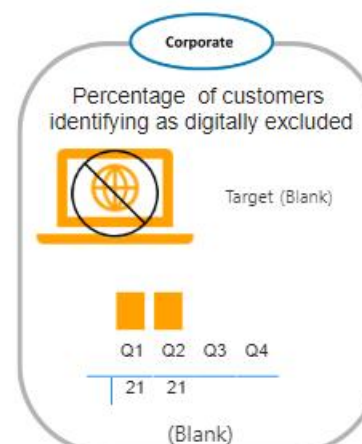 Corporate
Percentage of customers
identifying as digitally excluded
Target (Blank)
Q1 Q2 Q3 Q4
21 21
(Blank)